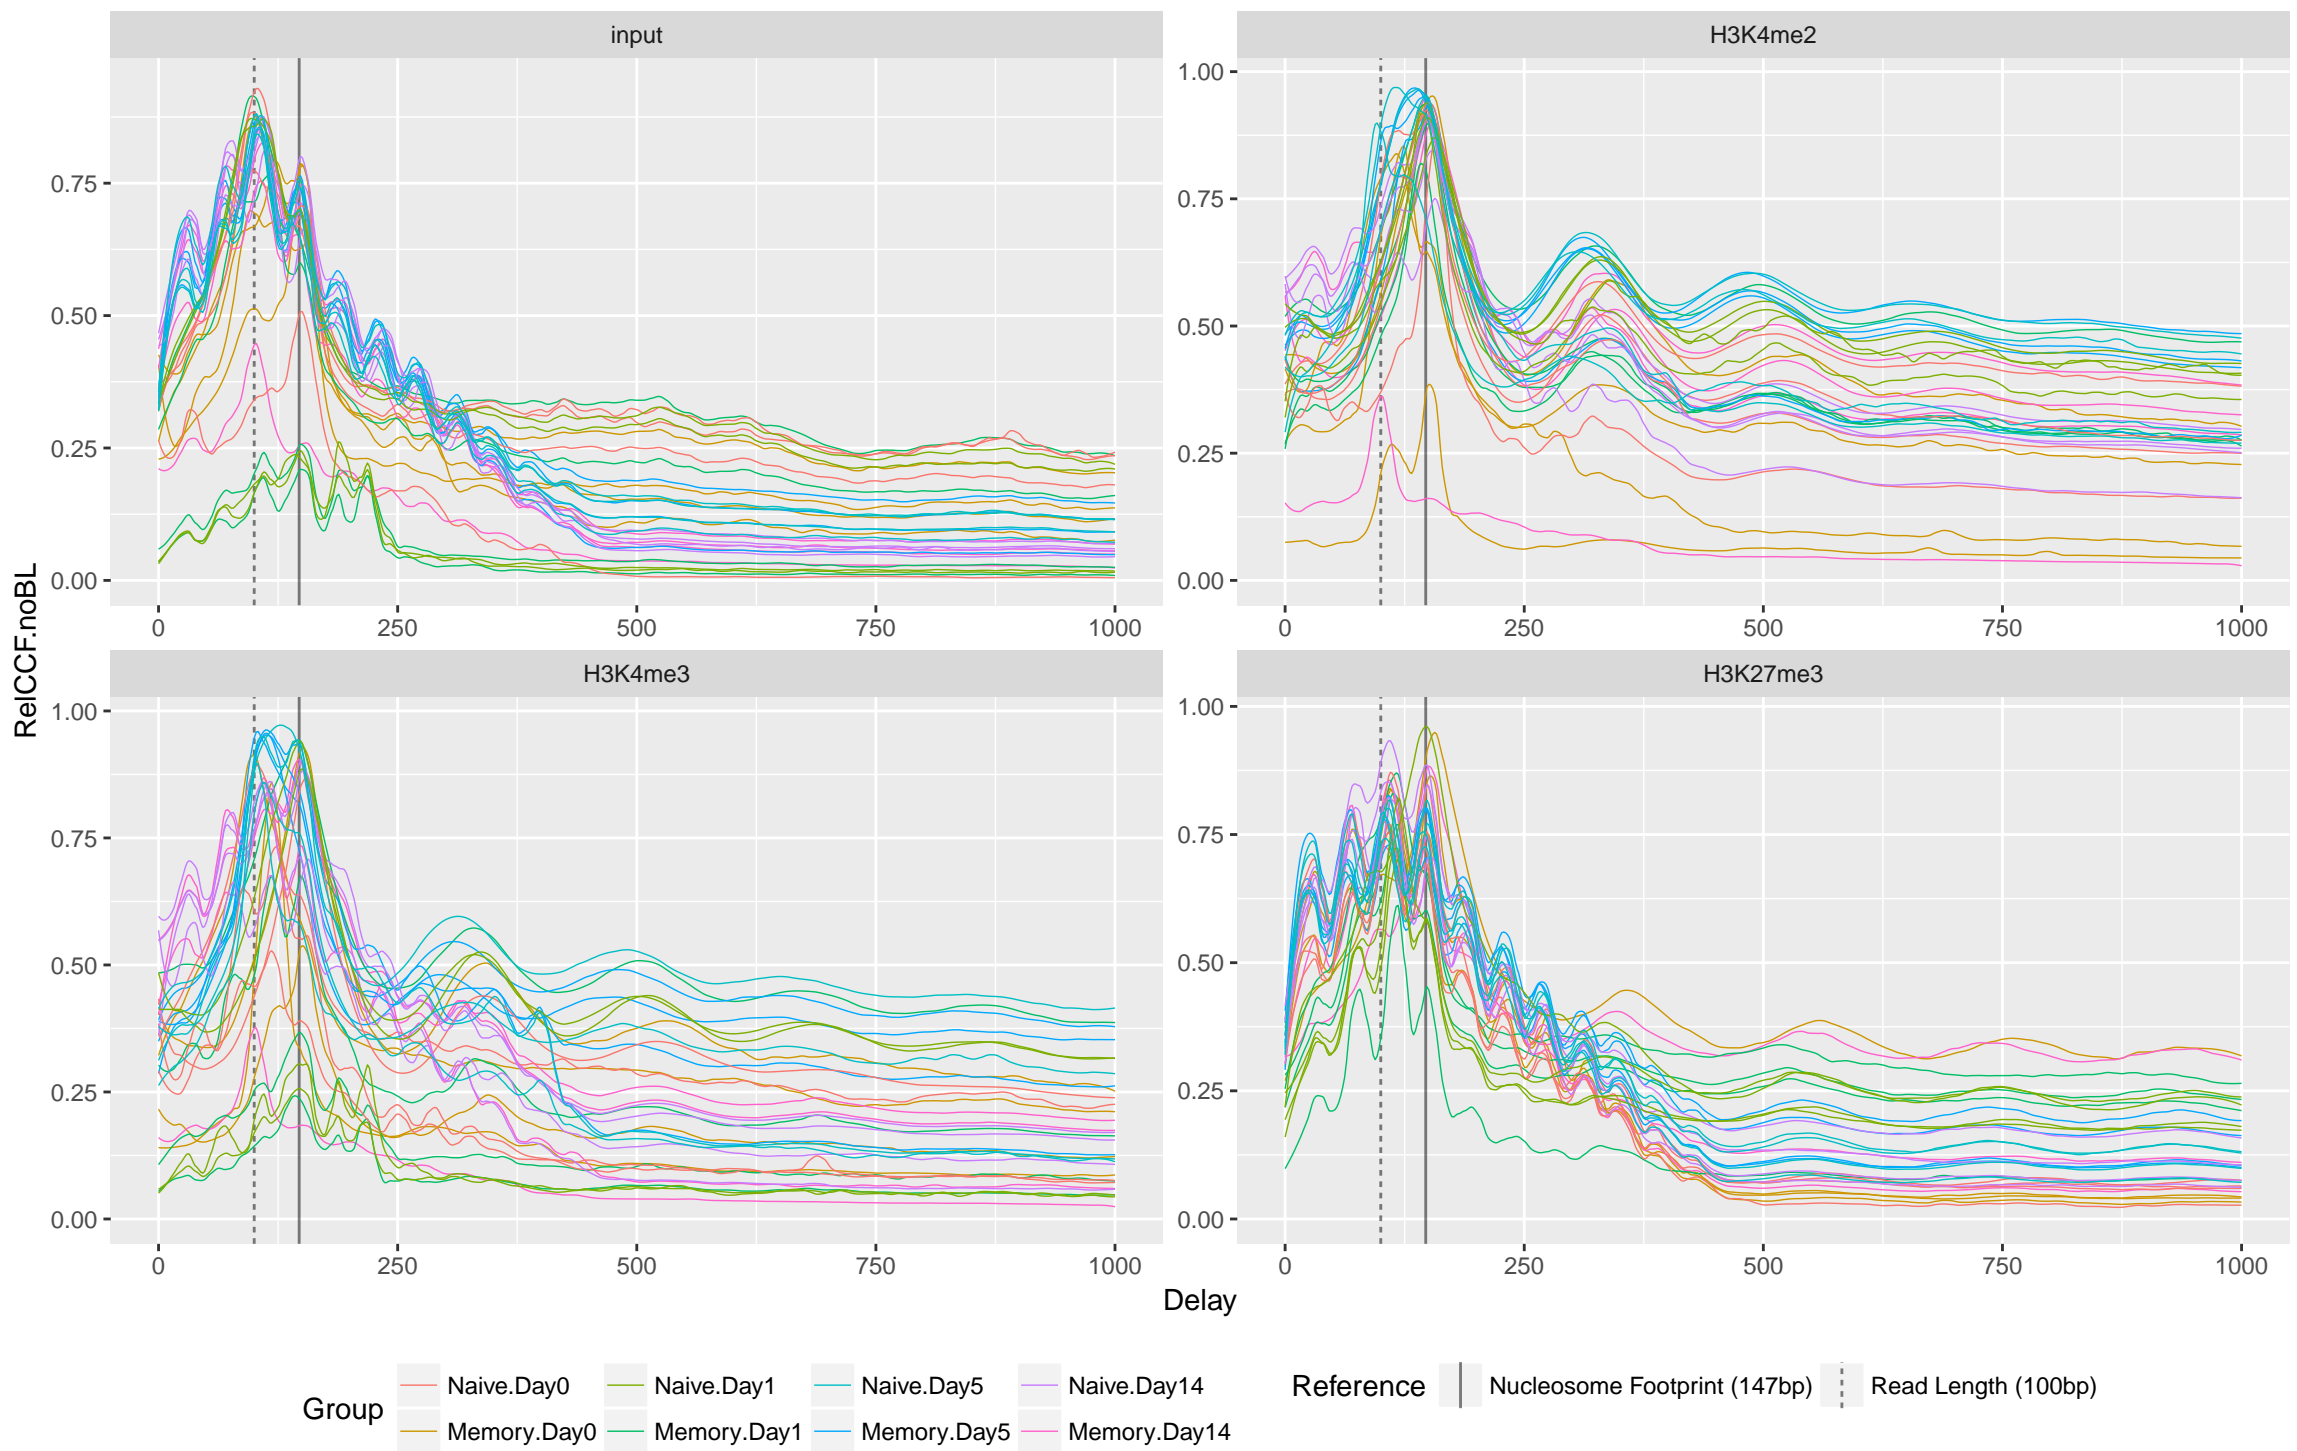 input
H3K4me2
0.75
0.50
0.25
0.00
0 250 500 750 1000
1.00
0.75
0.50
0.25
0.00
0 250 500 750 1000
RelCCF.noBL
H3K4me3
H3K27me3
1.00
0.75
0.50
0.25
0.00
0 250 500 750 1000
1.00
0.75
0.50
0.25
0.00
0 250 500 750 1000
Delay
Group
Naive.Day0 Naive.Day1 Naive.Day5 Naive.Day14
Memory.Day0 Memory.Day1 Memory.Day5 Memory.Day14
Reference Nucleosome Footprint (147bp) Read Length (100bp)